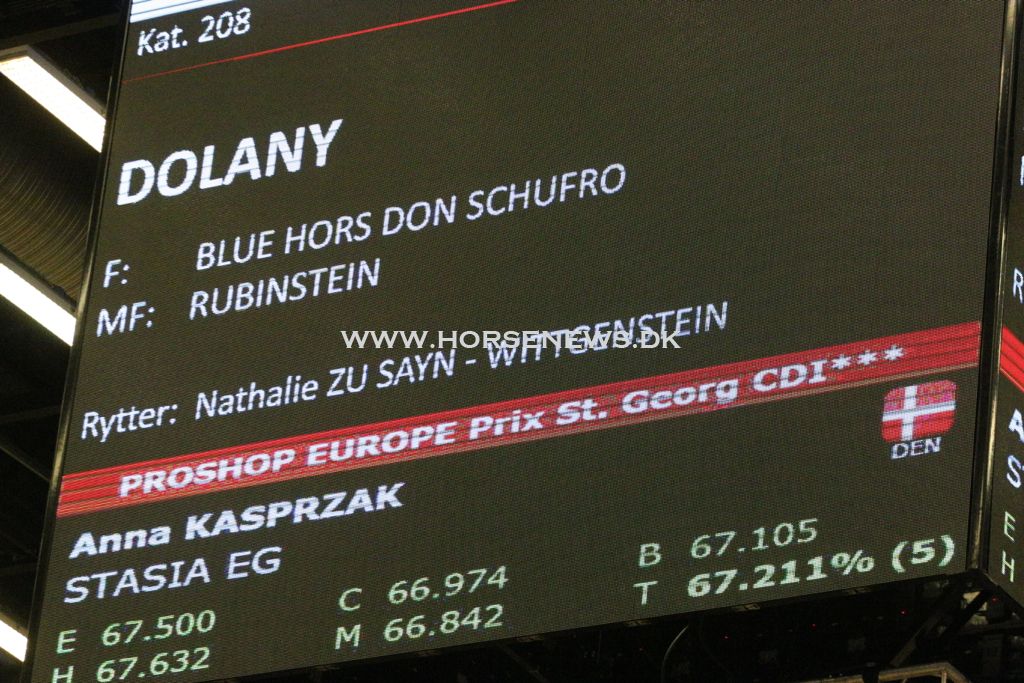 Kat. 208
DOLANY
F: BLUE HORS DON SCHUFRO
MF: RUBINSTEIN
WWW.HORSENEWS.DK
Rytter: Nathalie ZU SAYN - WITTGENSTEIN
PROSHOP EUROPE Prix St. Georg CDI***
DEN
Anna KASPRZAK
STASIA EG
E 67.500 C 66.974 B 67.105
H 67.632 M 66.842 T 67.211% (5)